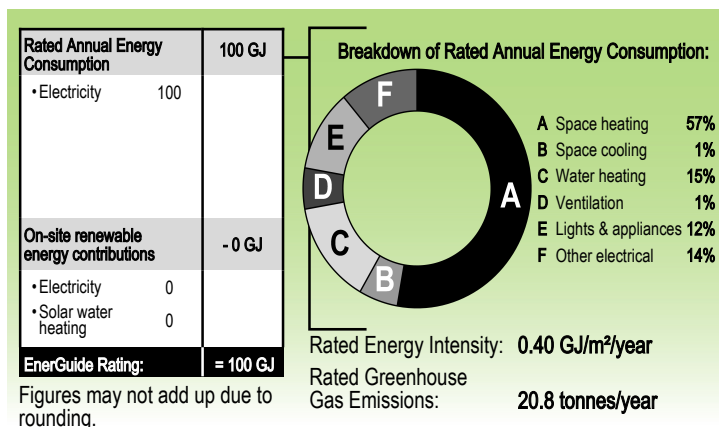 Rated Annual Energy
Consumption
100 GJ
• Electricity 100
On-site renewable
energy contributions
- 0 GJ
• Electricity 0
• Solar water
heating 0
EnerGuide Rating: = 100 GJ
Figures may not add up due to
rounding.
Breakdown of Rated Annual Energy Consumption:
A
B
C
D
E
F
A Space heating 57%
B Space cooling 1%
C Water heating 15%
D Ventilation 1%
E Lights & appliances 12%
F Other electrical 14%
Rated Energy Intensity: 0.40 GJ/m²/year
Rated Greenhouse
Gas Emissions: 20.8 tonnes/year